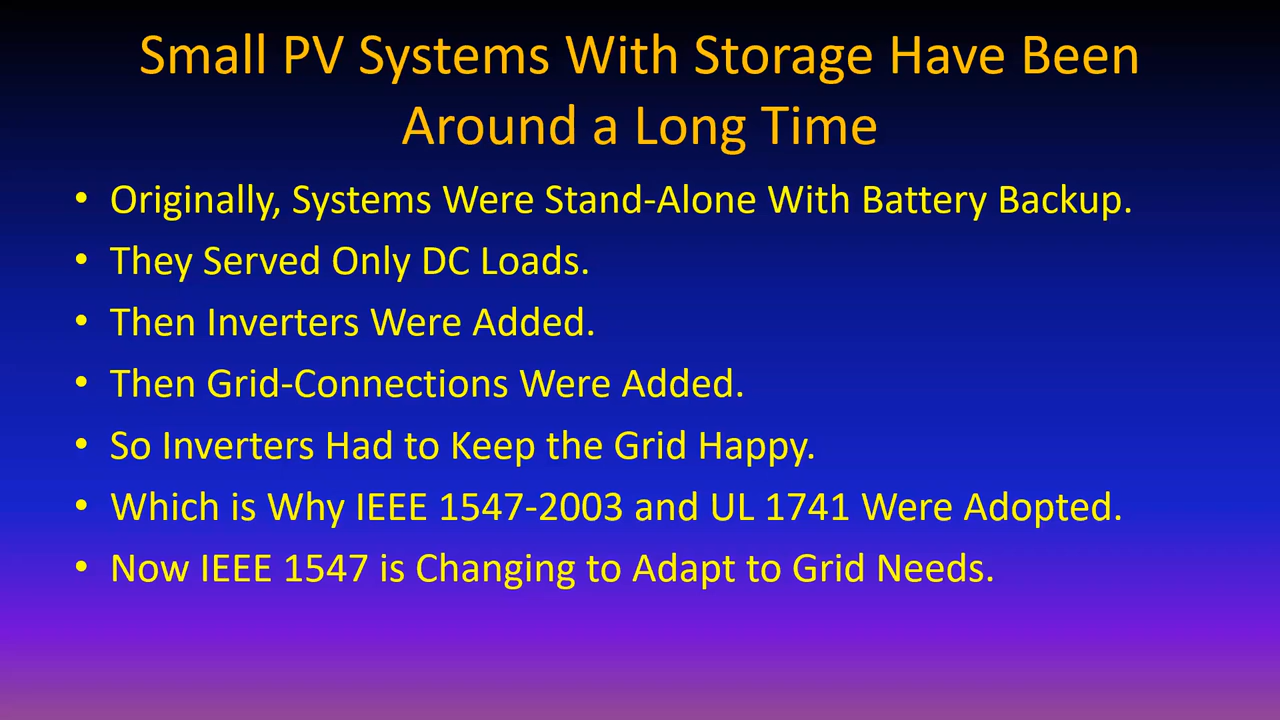 Small PV Systems With Storage Have Been
Around a Long Time
• Originally, Systems Were Stand-Alone With Battery Backup.
• They Served Only DC Loads.
• Then Inverters Were Added.
• Then Grid-Connections Were Added.
• So Inverters Had to Keep the Grid Happy.
• Which is Why IEEE 1547-2003 and UL 1741 Were Adopted.
• Now IEEE 1547 is Changing to Adapt to Grid Needs.